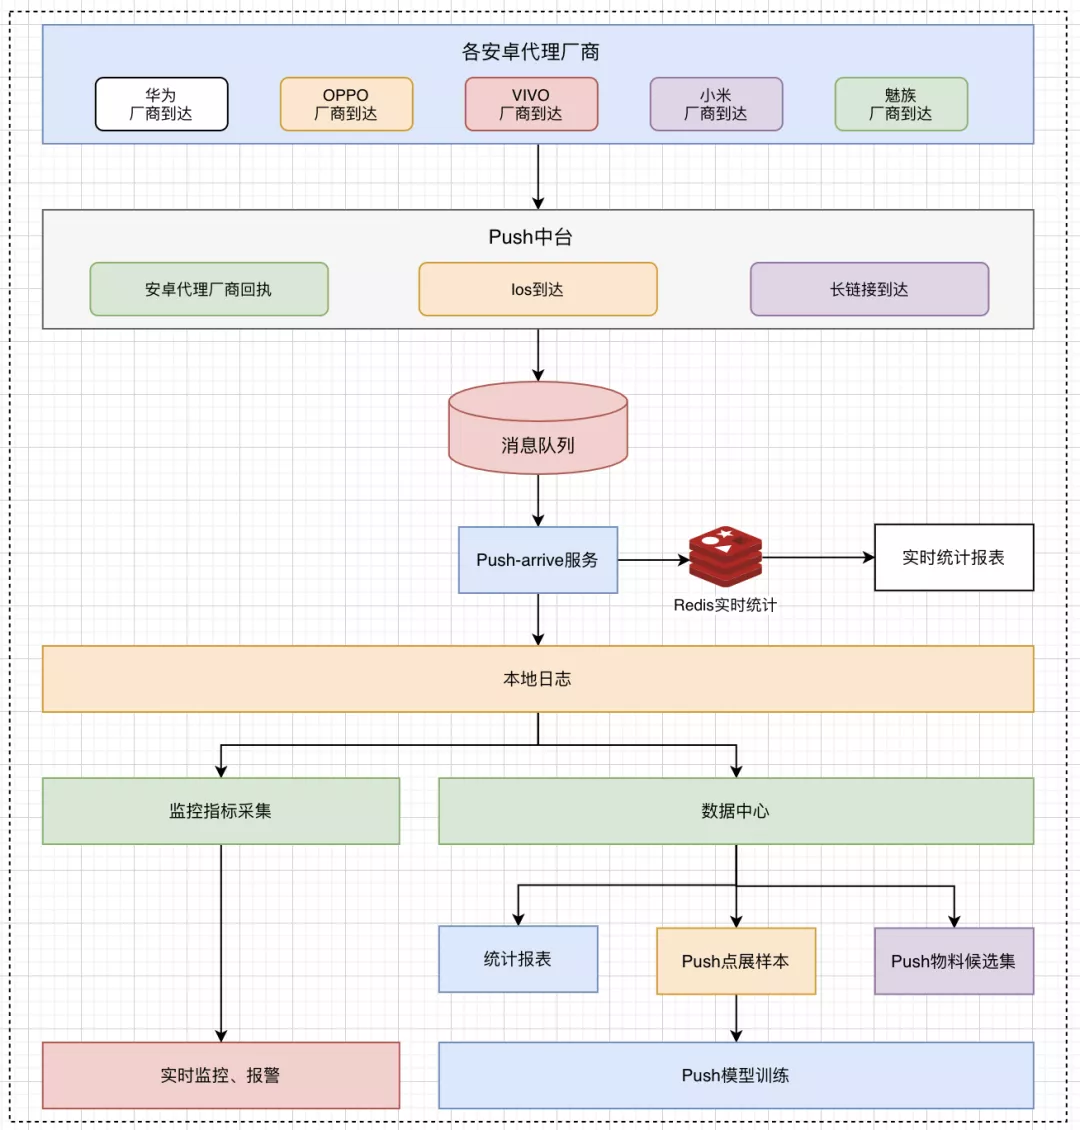 各安卓代理厂商
华为
厂商到达
OPPO
厂商到达
VIVO
厂商到达
小米
厂商到达
魅族
厂商到达
Push中台
安卓代理厂商回执
Ios到达
长链接到达
消息队列
Push-arrive服务
Redis实时统计
实时统计报表
本地日志
监控指标采集
数据中心
统计报表
Push点展样本
Push物料候选集
实时监控、报警
Push模型训练